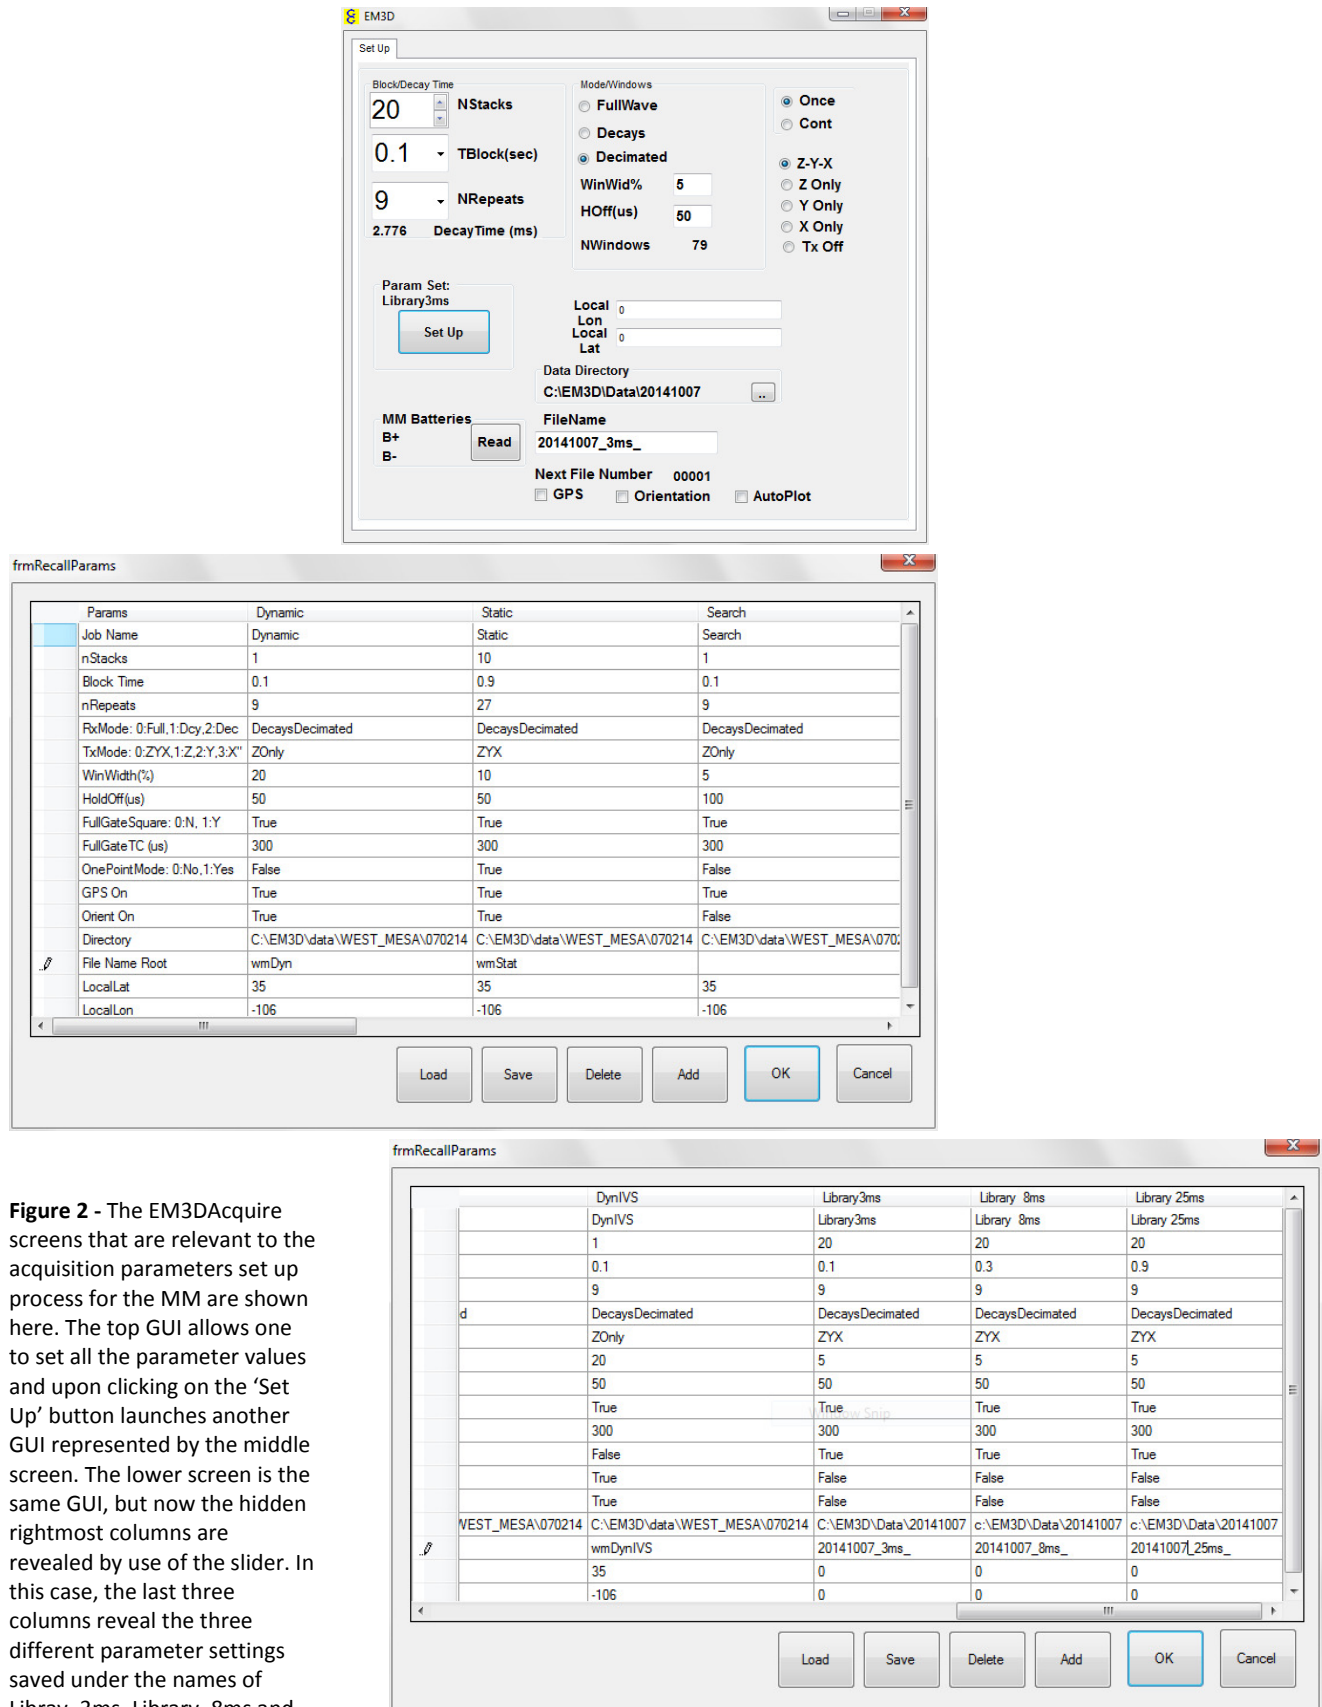 EM3D
Set Up
Block/Decay Time
20 NStacks
0.1 TBlock(sec)
9 NRepeats
2.776 DecayTime (ms)
Mode/Windows
FullWave
Decays
Decimated
WinWid% 5
HOff(us) 50
NWindows 79
Once
Cont
Z-Y-X
Z Only
Y Only
X Only
Tx Off
Param Set:
Library3ms
Set Up
Local Lon 0
Local Lat 0
Data Directory
C:\EM3D\Data\20141007 ..
MM Batteries
B+
B-
Read
FileName
20141007_3ms_
Next File Number 00001
GPS Orientation AutoPlot
frmRecallParams
Params Dynamic Static Search
Job Name Dynamic Static Search
nStacks 1 10 1
Block Time 0.1 0.9 0.1
nRepeats 9 27 9
RxMode: 0:Full,1:Dcy,2:Dec DecaysDecimated DecaysDecimated DecaysDecimated
TxMode: 0:ZYX,1:Z,2:Y,3:X" ZOnly ZYX ZOnly
WinWidth(%) 20 10 5
HoldOff(us) 50 50 100
FullGateSquare: 0:N, 1:Y True True True
FullGateTC (us) 300 300 300
OnePointMode: 0:No,1:Yes False True False
GPS On True True True
Orient On True True False
Directory C:\EM3D\data\WEST_MESA\070214 C:\EM3D\data\WEST_MESA\070214 C:\EM3D\data\WEST_MESA\070
File Name Root wmDyn wmStat
LocalLat 35 35 35
LocalLon -106 -106 -106
Load Save Delete Add OK Cancel
frmRecallParams
DynIVS Library3ms Library 8ms Library 25ms
DynIVS Library3ms Library 8ms Library 25ms
1 20 20 20
0.1 0.1 0.3 0.9
9 9 9 9
d DecaysDecimated DecaysDecimated DecaysDecimated DecaysDecimated
ZOnly ZYX ZYX ZYX
20 5 5 5
50 50 50 50
True True True True
Window Snip
300 300 300 300
False True True True
True False False False
True False False False
WEST_MESA\070214 C:\EM3D\data\WEST_MESA\070214 C:\EM3D\Data\20141007 c:\EM3D\Data\20141007 c:\EM3D\Data\20141007
wmDynIVS 20141007_3ms_ 20141007_8ms_ 20141007_25ms_
35 0 0 0
-106 0 0 0
Load Save Delete Add OK Cancel
Figure 2 - The EM3DAcquire
screens that are relevant to the
acquisition parameters set up
process for the MM are shown
here. The top GUI allows one
to set all the parameter values
and upon clicking on the ‘Set
Up’ button launches another
GUI represented by the middle
screen. The lower screen is the
same GUI, but now the hidden
rightmost columns are
revealed by use of the slider. In
this case, the last three
columns reveal the three
different parameter settings
saved under the names of
Libray_3ms, Library_8ms and